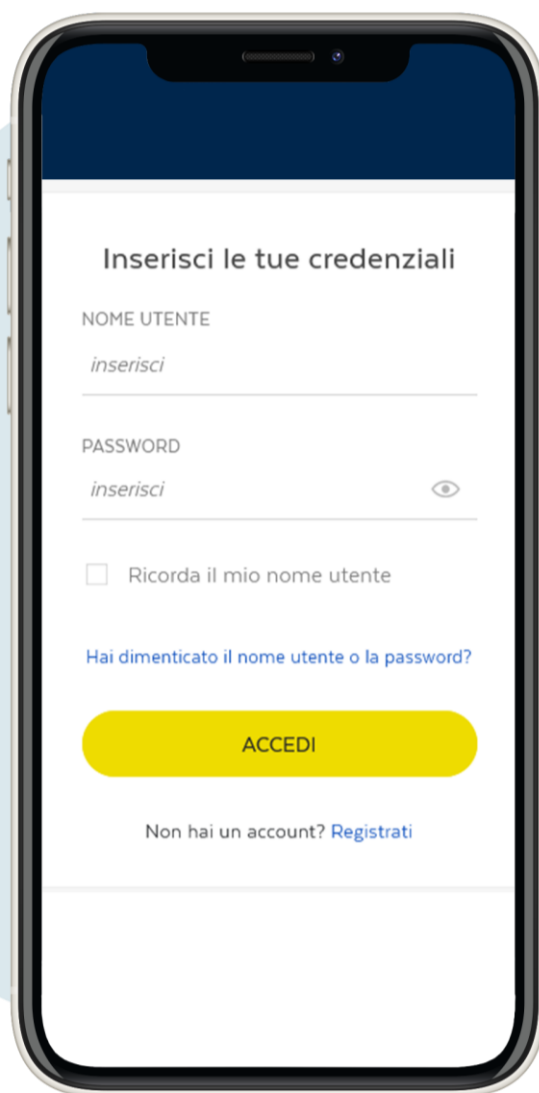 Inserisci le tue credenziali
NOME UTENTE
inserisci
PASSWORD
inserisci
Ricorda il mio nome utente
Hai dimenticato il nome utente o la password?
ACCEDI
Non hai un account? Registrati